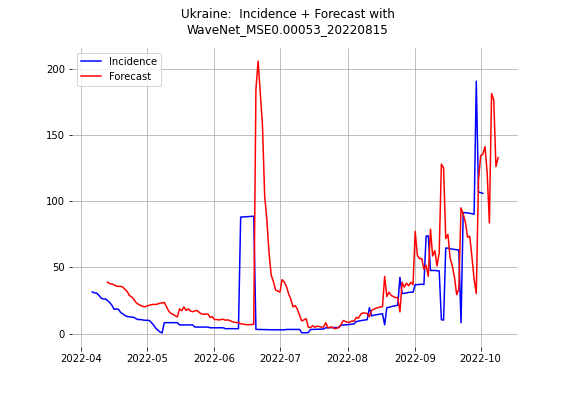 Ukraine:  Incidence + Forecast with
WaveNet_MSE0.00053_20220815
Incidence
Forecast
200
150
100
50
0
2022-04 2022-05 2022-06 2022-07 2022-08 2022-09 2022-10